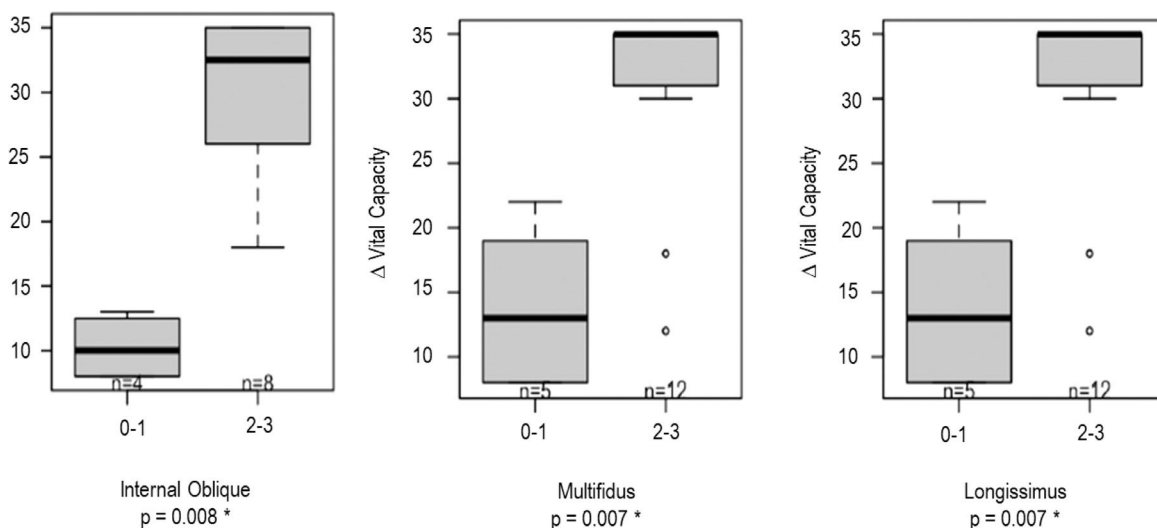 35
30
25
20
15
10
n=4
n=8
0-1
2-3
Internal Oblique
p = 0.008 *
Δ Vital Capacity
35
30
25
20
15
10
n=5
n=12
0-1
2-3
Multifidus
p = 0.007 *
Δ Vital Capacity
35
30
25
20
15
10
n=5
n=12
0-1
2-3
Longissimus
p = 0.007 *